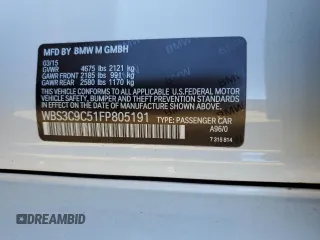 MFD BY BMW M GMBH
03/15
GVWR 4675 lbs 2121 kg
GAWR FRONT 2185 lbs 991 kg
GAWR REAR 2580 lbs 1170 kg
THIS VEHICLE CONFORMS TO ALL APPLICABLE U.S.
FEDERAL MOTOR VEHICLE SAFETY, BUMPER, AND
THEFT PREVENTION STANDARDS IN EFFECT ON THE
DATE OF MANUFACTURE SHOWN ABOVE
WBS3C9C51FP805191 TYPE: PASSENGER CAR
A96/0
7 315 814
DREAMBID